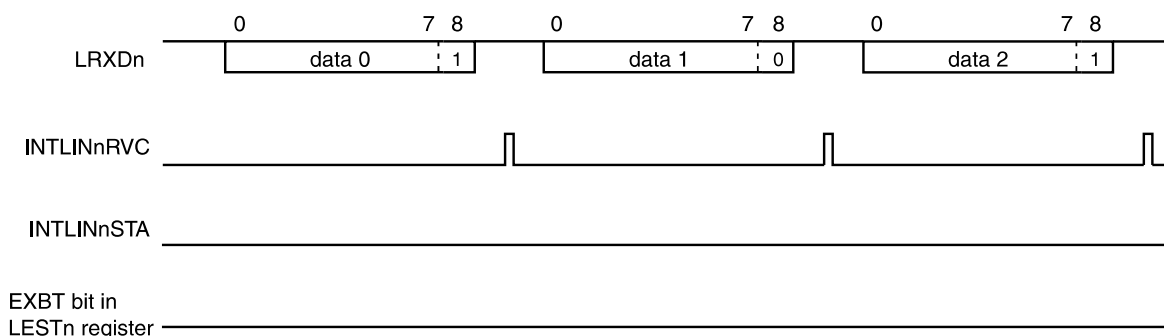 0 7 8 0 7 8 0 7 8
LRXDn data 0 1 data 1 0 data 2 1
INTLINnRVC
INTLINnSTA
EXBT bit in
LESTn register